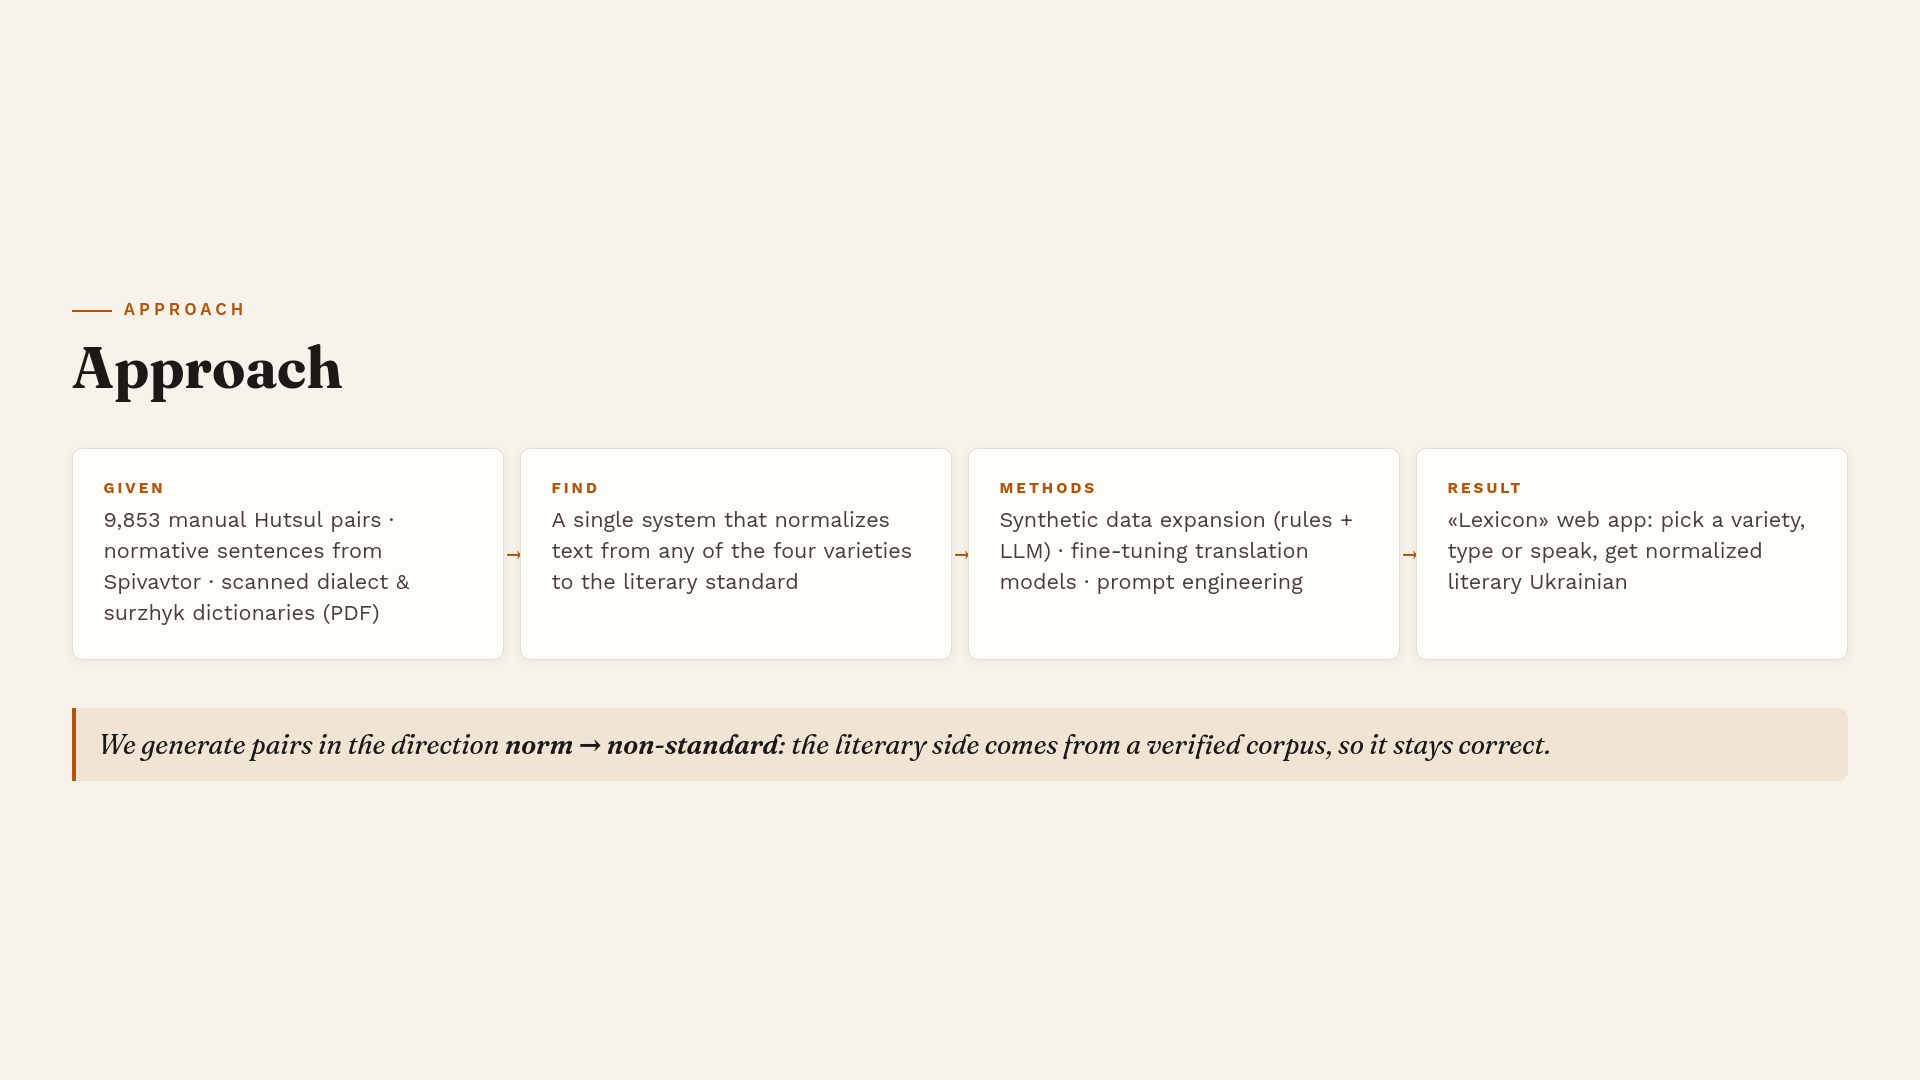 APPROACH
Approach
GIVEN
9,853 manual Hutsul pairs ·
normative sentences from
Spivavtor · scanned dialect &
surzhyk dictionaries (PDF)
→
FIND
A single system that normalizes
text from any of the four varieties
to the literary standard
→
METHODS
Synthetic data expansion (rules +
LLM) · fine-tuning translation
models · prompt engineering
→
RESULT
«Lexicon» web app: pick a variety,
type or speak, get normalized
literary Ukrainian
We generate pairs in the direction norm → non-standard: the literary side comes from a verified corpus, so it stays correct.